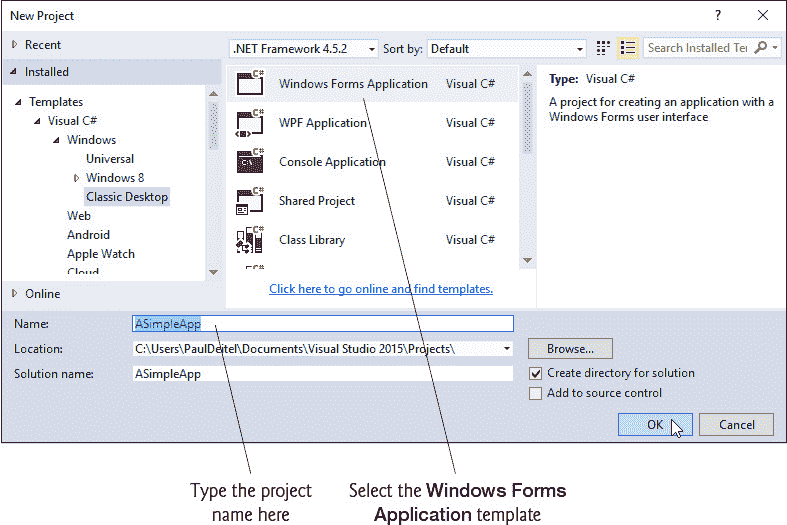 New Project
?
Recent
.NET Framework 4.5.2
Sort by:
Default
Search Installed Te
Installed
Templates
Visual C#
Windows
Universal
Windows 8
Classic Desktop
Web
Android
Apple Watch
Cloud
Online
C#
Windows Forms Application
Visual C#
C#
WPF Application
Visual C#
C#
Console Application
Visual C#
C#
Shared Project
Visual C#
C#
Class Library
Visual C#
C#
Click here to go online and find templates.
Type: Visual C#
A project for creating an application with a
Windows Forms user interface
Name:
ASimpleApp
Location:
C:\Users\PaulDeitel\Documents\Visual Studio 2015\Projects\
Browse...
Solution name:
ASimpleApp
Create directory for solution
Add to source control
OK
Cancel
Type the project
name here
Select the Windows Forms
Application template